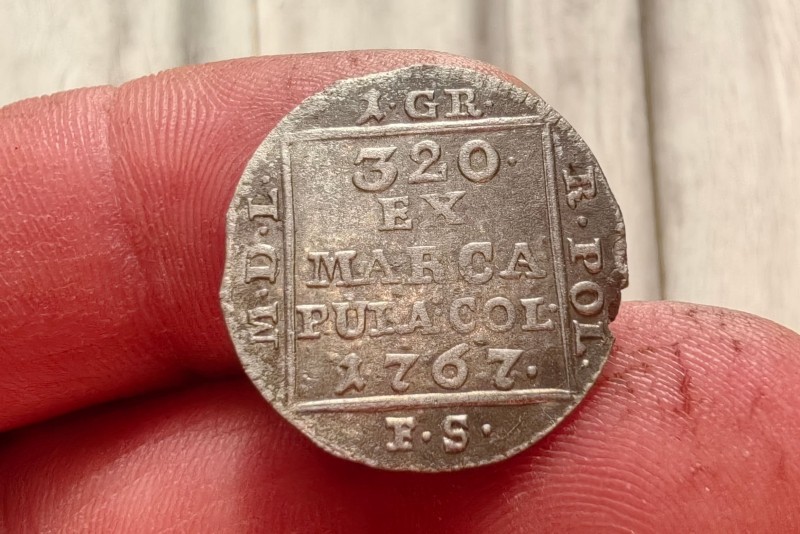 1·GR·
320·
EX
MARCA
PURA COL·
1767·
R·POL·
F·S·
M·D·L·